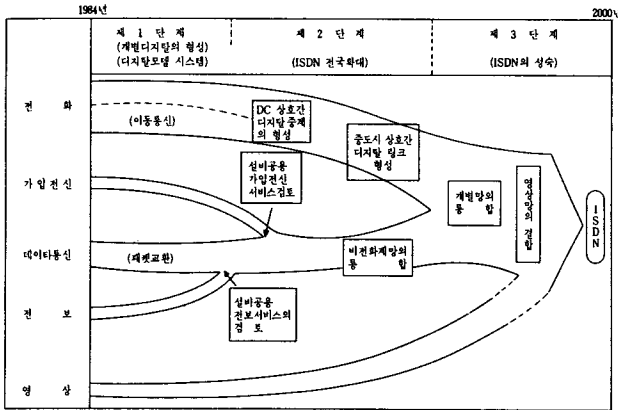 1984년
2000년
제 1 단계
(개별디지탈의 형성)
(디지탈모델 시스템)
제 2 단계
(ISDN 전국확대)
제 3 단계
(ISDN의 성숙)
전 화
(이동통신)
DC 상호간
디지탈중계
의 형성
중도시 상호간
디지탈 링크
형성
가입전신
설비공용
가입전신
서비스검토
개별망의
통 합
영상망의 결합
ISDN
데이타통신
(패켓교환)
비전화계망의
통 합
전 보
설비공용
전보서비스의
검 토
영 상